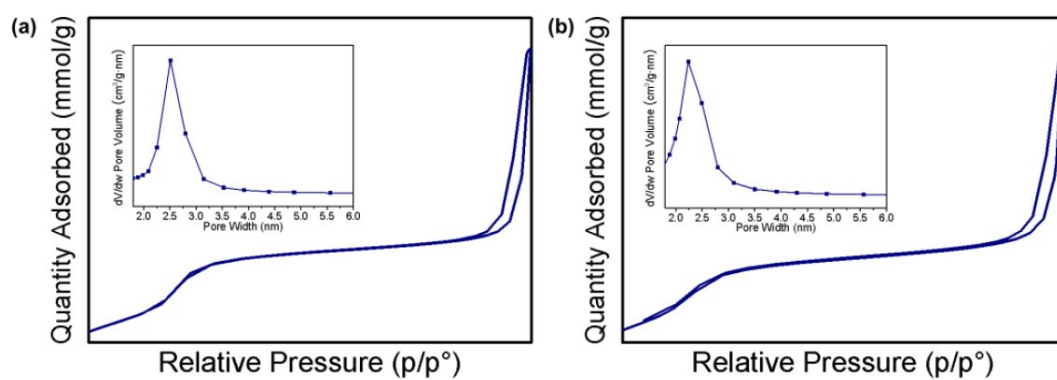 (a)
Quantity Adsorbed (mmol/g)
dV/dw Pore Volume (cm³/g·nm)
2.0 2.5 3.0 3.5 4.0 4.5 5.0 5.5 6.0
Pore Width (nm)
Relative Pressure (p/p°)
(b)
Quantity Adsorbed (mmol/g)
dV/dw Pore Volume (cm³/g·nm)
2.0 2.5 3.0 3.5 4.0 4.5 5.0 5.5 6.0
Pore Width (nm)
Relative Pressure (p/p°)